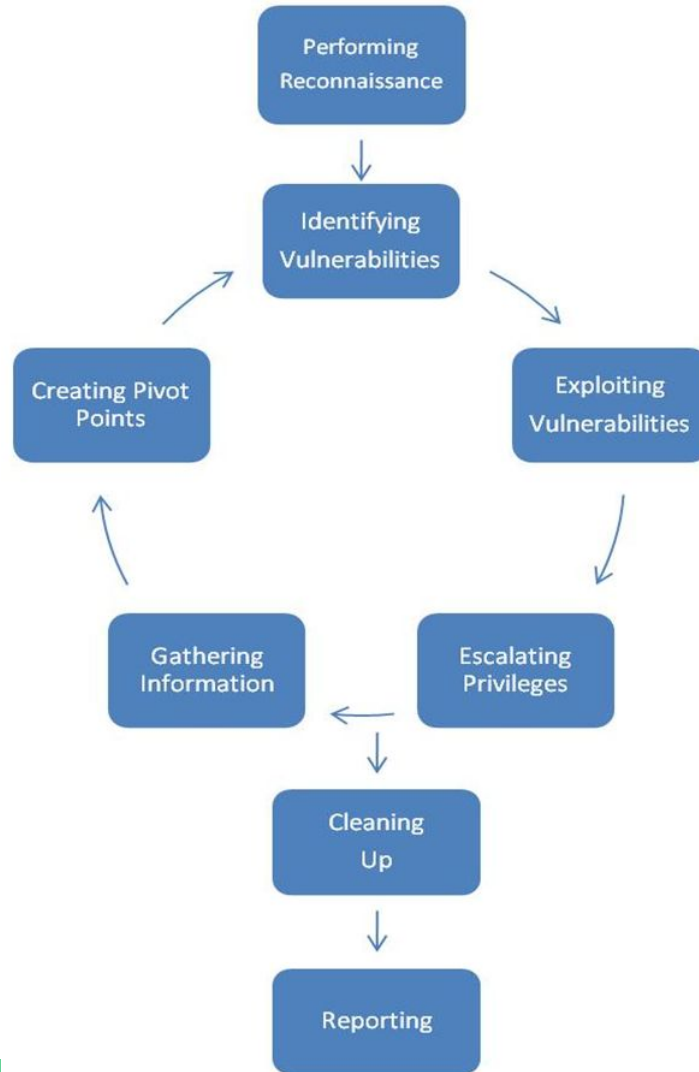 Performing
Reconnaissance
Identifying
Vulnerabilities
Creating Pivot
Points
Exploiting
Vulnerabilities
Gathering
Information
Escalating
Privileges
Cleaning
Up
Reporting